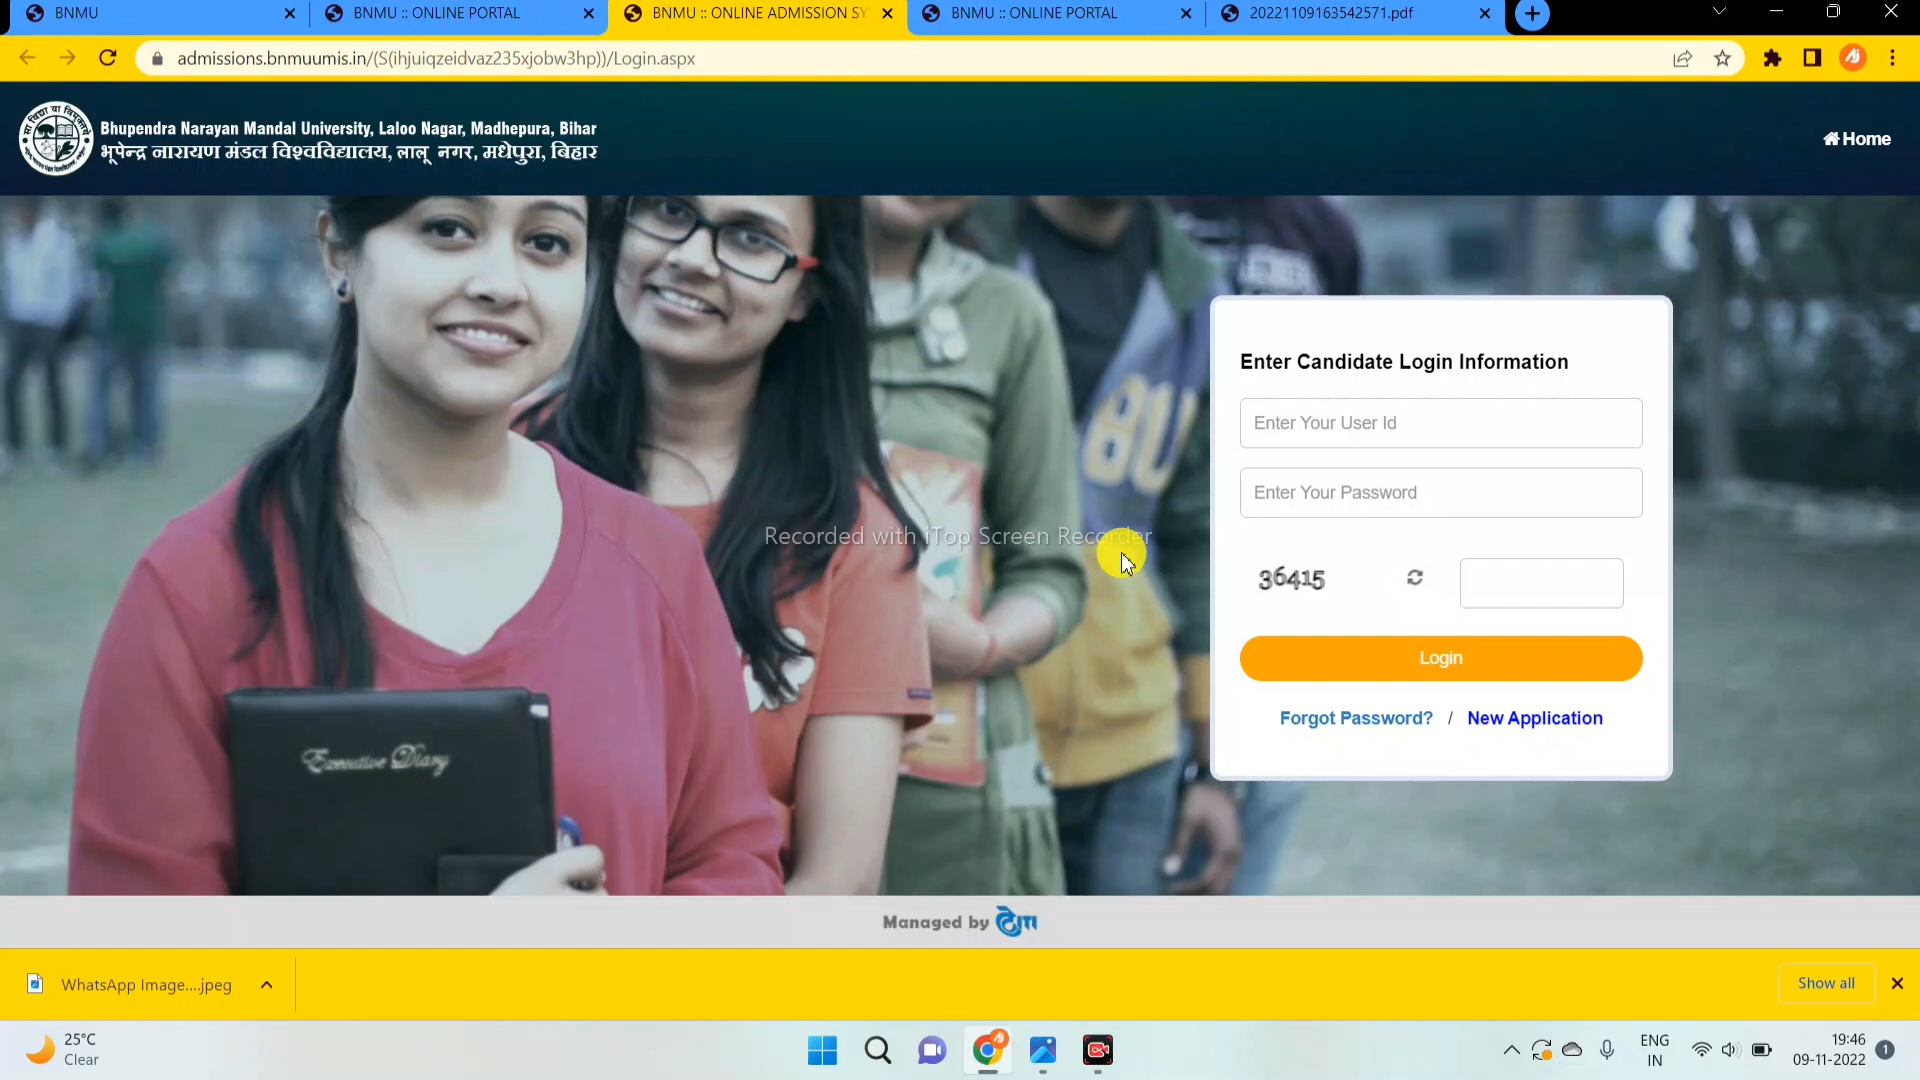 BNMU
BNMU :: ONLINE PORTAL
BNMU :: ONLINE ADMISSION SY
BNMU :: ONLINE PORTAL
20221109163542571.pdf
admissions.bnmuumis.in/(S(ihjuiqzeidvaz235xjobw3hp))/Login.aspx
Bhupendra Narayan Mandal University, Laloo Nagar, Madhepura, Bihar
भूपेन्द्र नारायण मंडल विश्वविद्यालय, लालू नगर, मधेपुरा, बिहार
Home
Enter Candidate Login Information
Enter Your User Id
Enter Your Password
BU
Recorded with iTop Screen Recorder
36415
Login
Forgot Password? / New Application
Executive Diary
Managed by
WhatsApp Image....jpeg
Show all
25°C
Clear
ENG
IN
19:46
09-11-2022
1